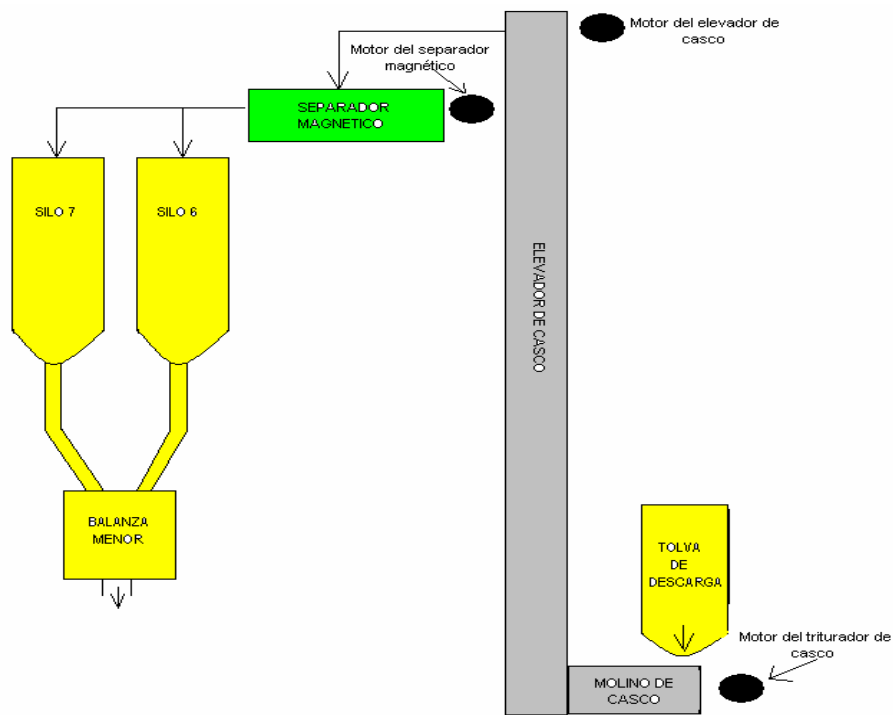 Motor del elevador de
casco
Motor del separador
magnético
SEPARADOR
MAGNETICO
SILO 7
SILO 6
ELEVADOR DE CASCO
BALANZA
MENOR
TOLVA
DE
DESCARGA
Motor del triturador de
casco
MOLINO DE
CASCO